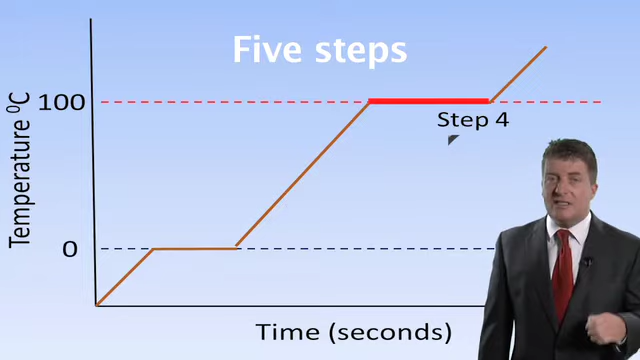 Five steps
Temperature ⁰C
100
Step 4
0
Time (seconds)